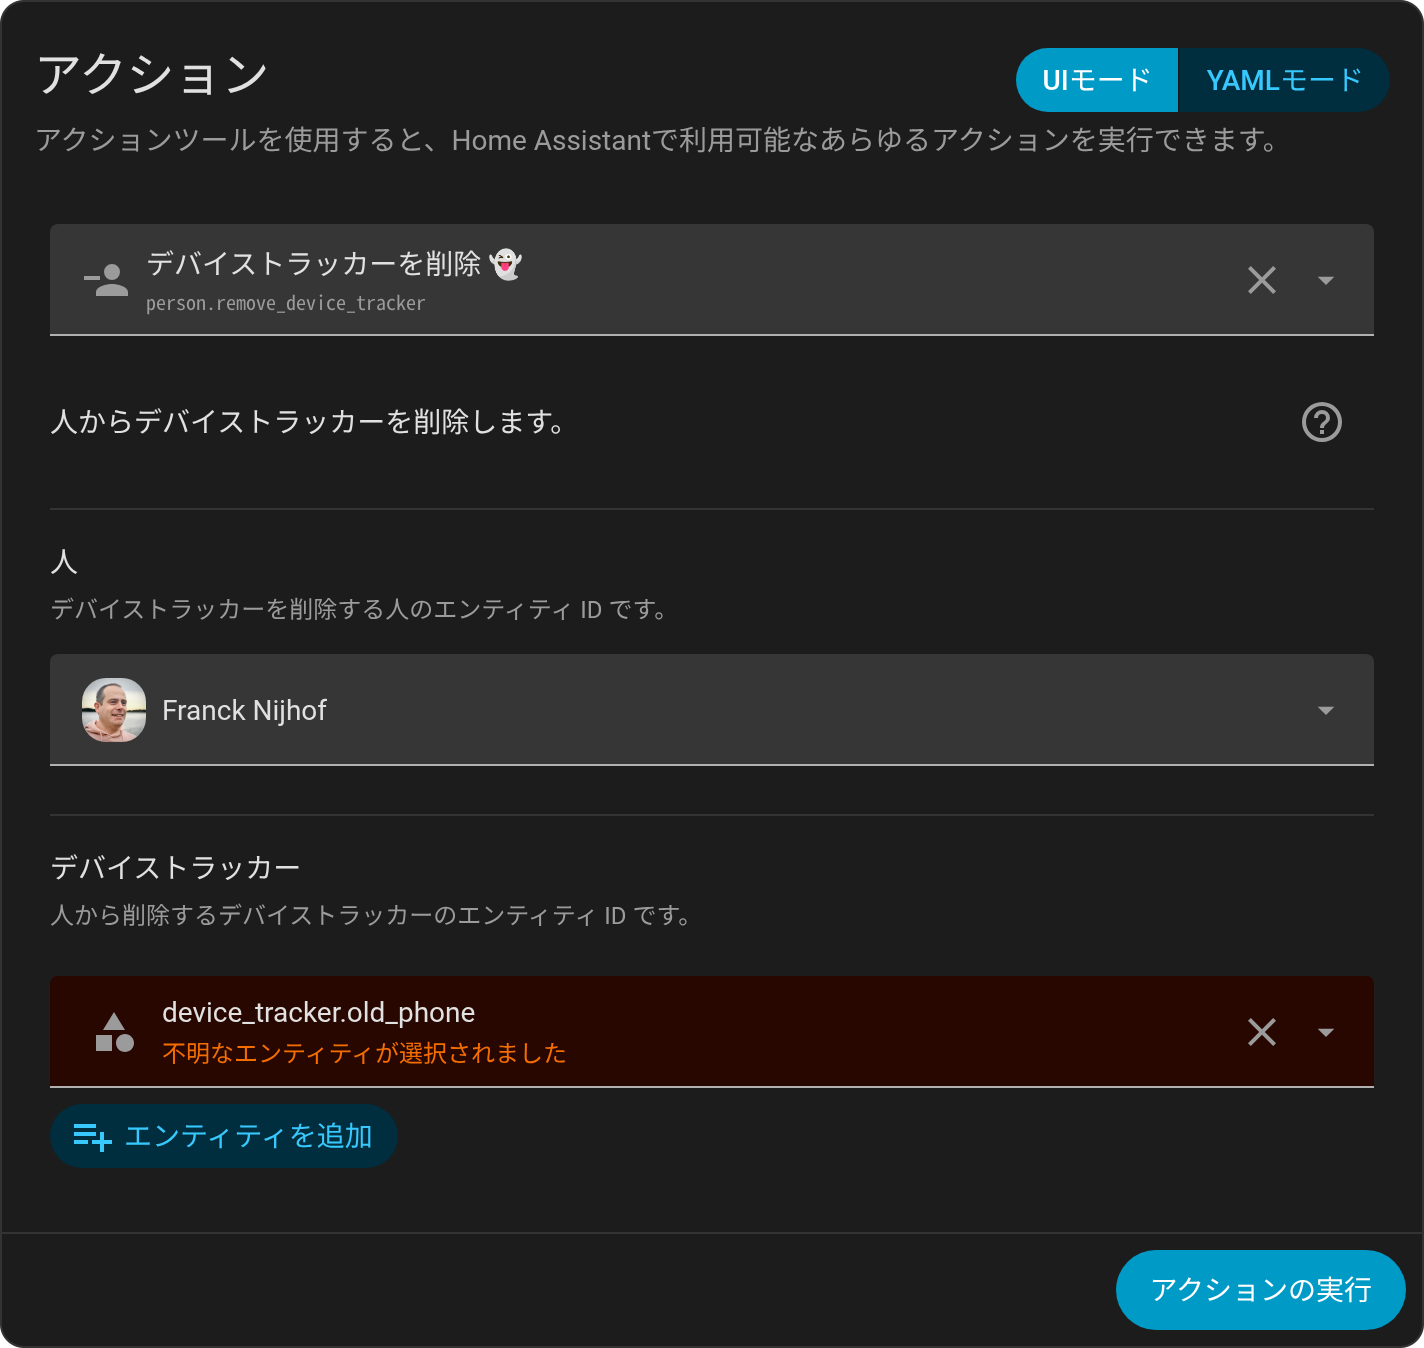 アクション
UIモード
YAMLモード
アクションツールを使用すると、Home Assistantで利用可能なあらゆるアクションを実行できます。
デバイストラッカーを削除 👻
person.remove_device_tracker
人からデバイストラッカーを削除します。
人
デバイストラッカーを削除する人のエンティティ ID です。
Franck Nijhof
デバイストラッカー
人から削除するデバイストラッカーのエンティティ ID です。
device_tracker.old_phone
不明なエンティティが選択されました
エンティティを追加
アクションの実行